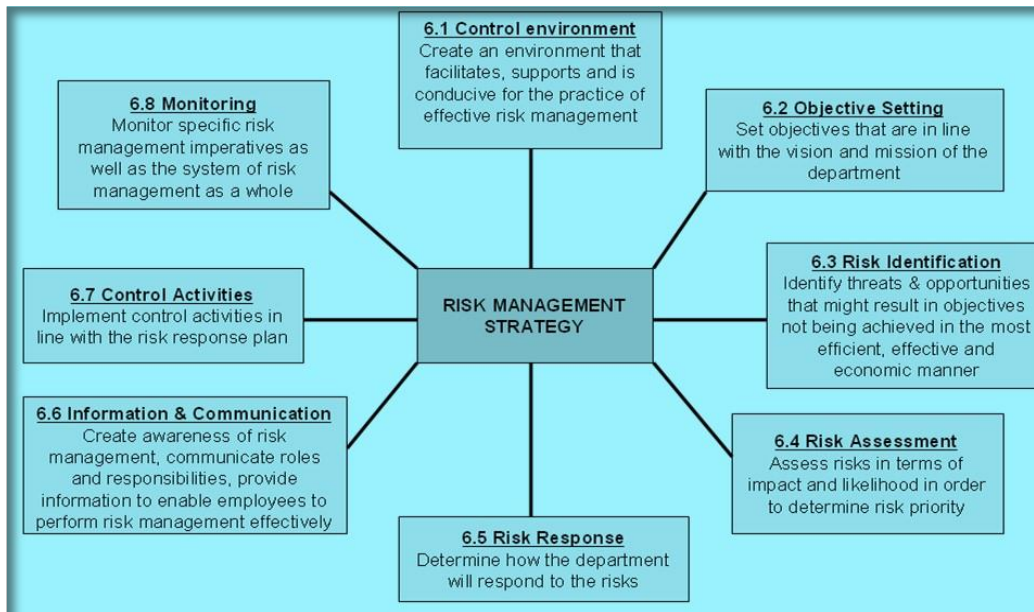 6.1 Control environment
Create an environment that
facilitates, supports and is
conducive for the practice of
effective risk management
6.2 Objective Setting
Set objectives that are in line
with the vision and mission of the
department
6.3 Risk Identification
Identify threats & opportunities
that might result in objectives
not being achieved in the most
efficient, effective and
economic manner
6.4 Risk Assessment
Assess risks in terms of
impact and likelihood in order
to determine risk priority
6.5 Risk Response
Determine how the department
will respond to the risks
6.6 Information & Communication
Create awareness of risk
management, communicate roles
and responsibilities, provide
information to enable employees to
perform risk management effectively
6.7 Control Activities
Implement control activities in
line with the risk response plan
6.8 Monitoring
Monitor specific risk
management imperatives as
well as the system of risk
management as a whole
RISK MANAGEMENT
STRATEGY